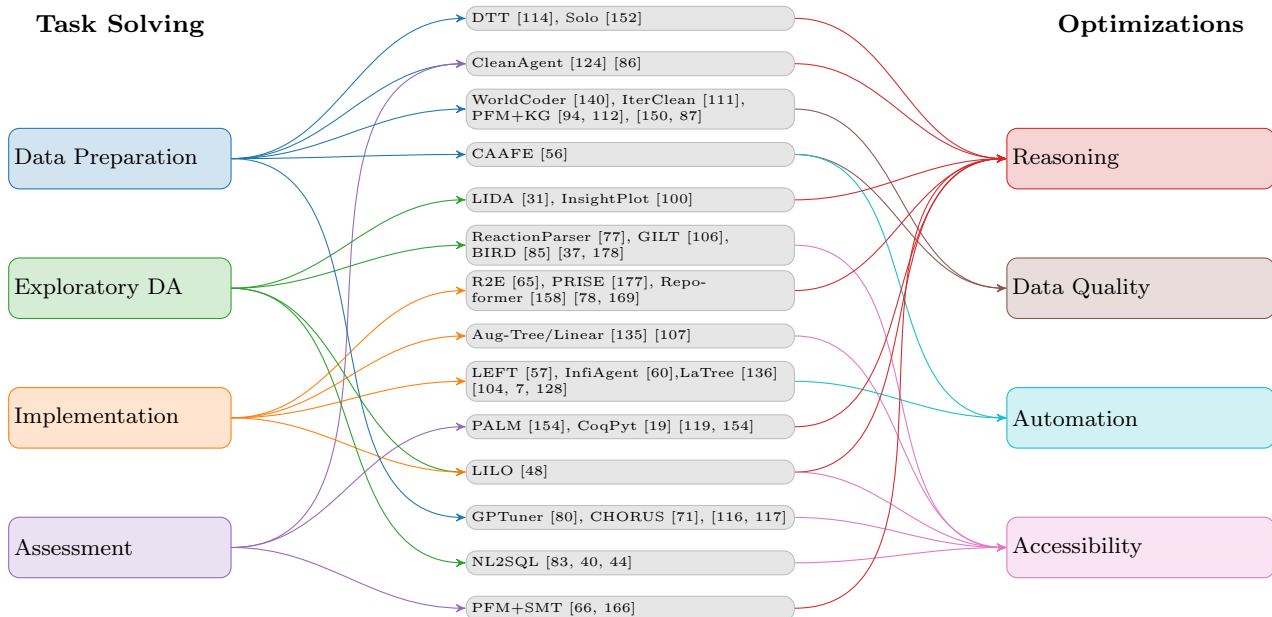 Task Solving
Optimizations
Data Preparation
Exploratory DA
Implementation
Assessment
DTT [114], Solo [152]
CleanAgent [124] [86]
WorldCoder [140], IterClean [111],
PFM+KG [94, 112], [150, 87]
CAAFE [56]
LIDA [31], InsightPlot [100]
ReactionParser [77], GILT [106],
BIRD [85] [37, 178]
R2E [65], PRISE [177], Repo-
former [158] [78, 169]
Aug-Tree/Linear [135] [107]
LEFT [57], InfiAgent [60],LaTree [136]
[104, 7, 128]
PALM [154], CoqPyt [19] [119, 154]
LILO [48]
GPTuner [80], CHORUS [71], [116, 117]
NL2SQL [83, 40, 44]
PFM+SMT [66, 166]
Reasoning
Data Quality
Automation
Accessibility